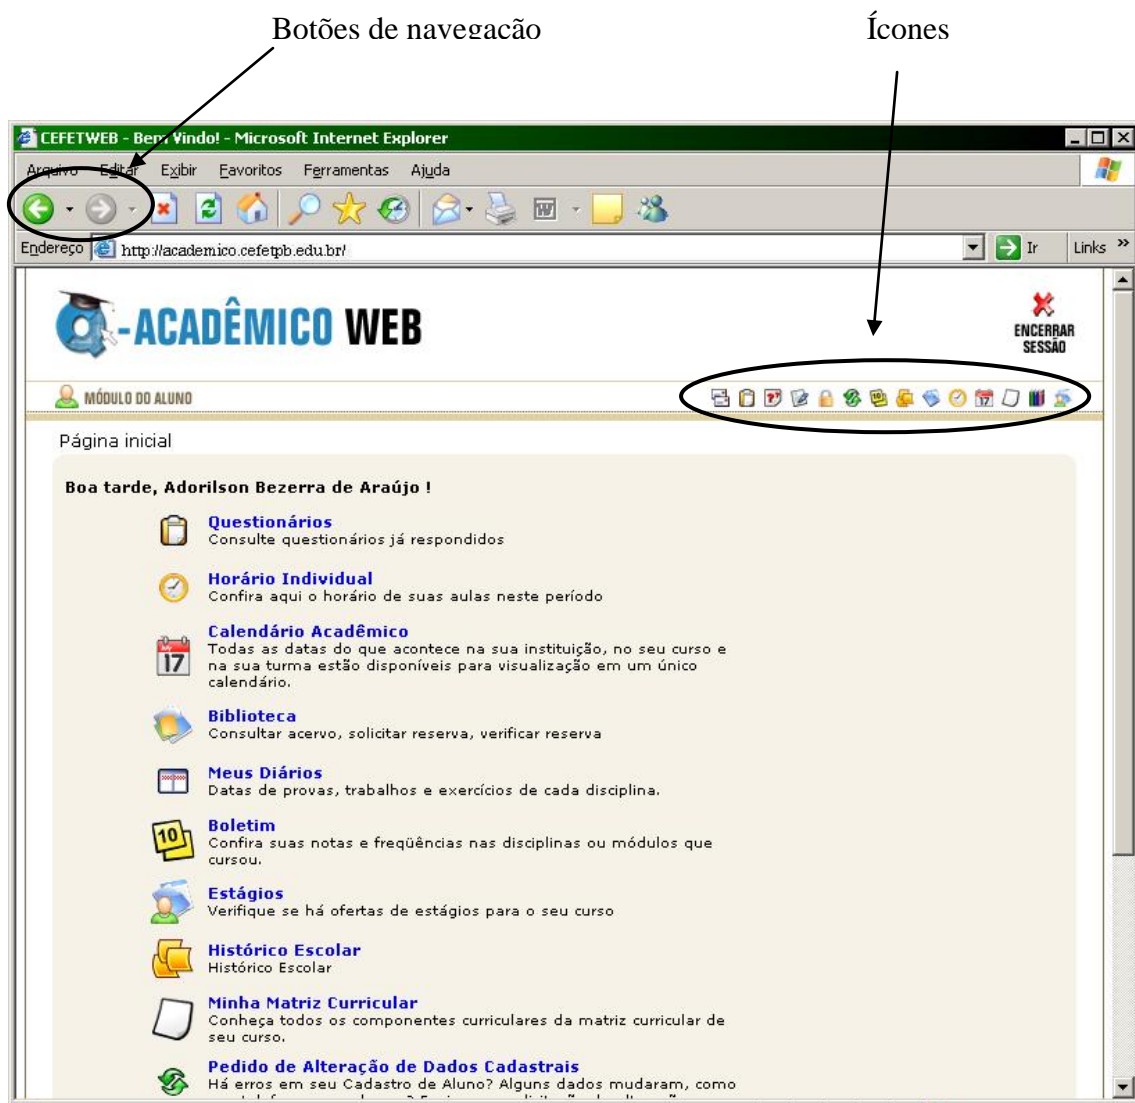 Botões de navegação
Ícones
CEFETWEB - Bem Vindo! - Microsoft Internet Explorer
Arquivo Editar Exibir Favoritos Ferramentas Ajuda
Endereço http://academico.cefetpb.edu.br/ Ir Links »
Q-ACADÊMICO WEB
ENCERRAR
SESSÃO
MÓDULO DO ALUNO
Página inicial
Boa tarde, Adorilson Bezerra de Araújo !
Questionários
Consulte questionários já respondidos
Horário Individual
Confira aqui o horário de suas aulas neste período
17
Calendário Acadêmico
Todas as datas do que acontece na sua instituição, no seu curso e
na sua turma estão disponíveis para visualização em um único
calendário.
Biblioteca
Consultar acervo, solicitar reserva, verificar reserva
Meus Diários
Datas de provas, trabalhos e exercícios de cada disciplina.
10
Boletim
Confira suas notas e freqüências nas disciplinas ou módulos que
cursou.
Estágios
Verifique se há ofertas de estágios para o seu curso
Histórico Escolar
Histórico Escolar
Minha Matriz Curricular
Conheça todos os componentes curriculares da matriz curricular de
seu curso.
Pedido de Alteração de Dados Cadastrais
Há erros em seu Cadastro de Aluno? Alguns dados mudaram, como